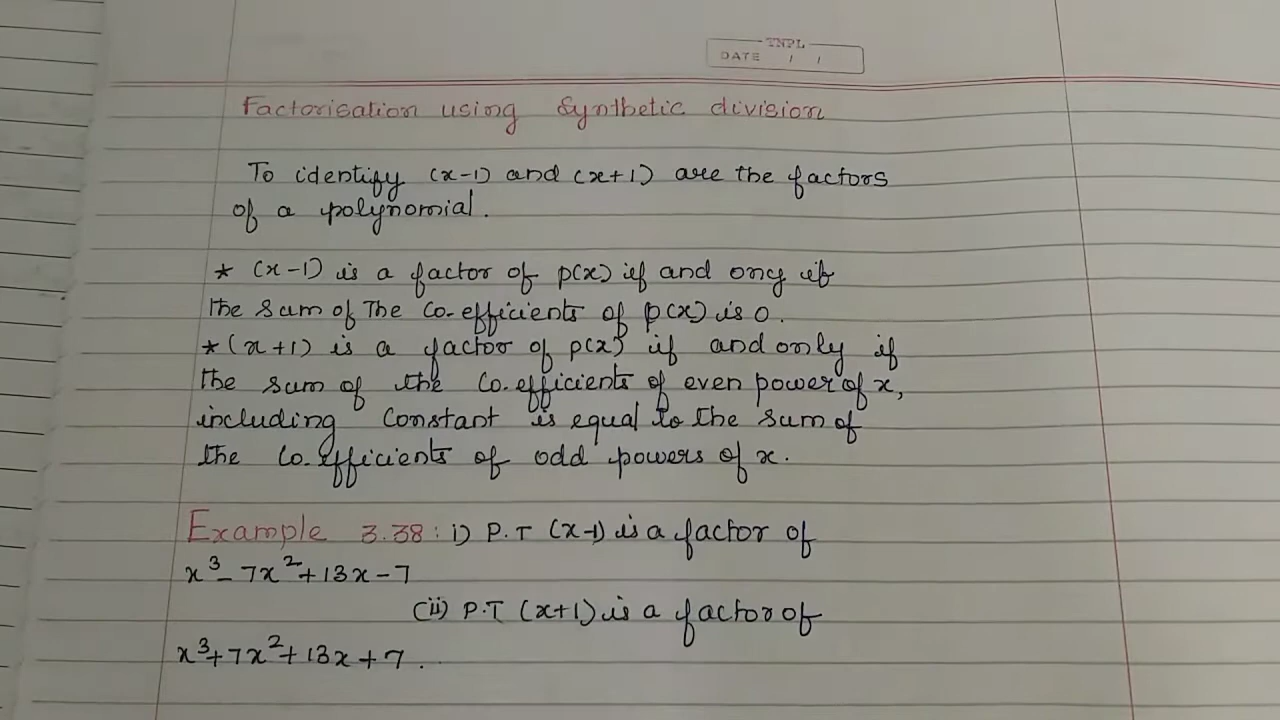 TNPL
DATE / /
Factorisation using Synthetic division
To identify (x-1) and (x+1) are the factors
of a polynomial.
* (x-1) is a factor of p(x) if and ony if
the sum of The Co-efficients of p(x) is 0.
* (x+1) is a factor of p(x) if and only if
the sum of the Co.efficients of even power of x,
including Constant is equal to the sum of
the Co.efficients of odd powers of x.
Example 3.38: i) P.T (x-1) is a factor of
x³-7x²+13x-7
(ii) P.T (x+1) is a factor of
x³+7x²+13x+7.